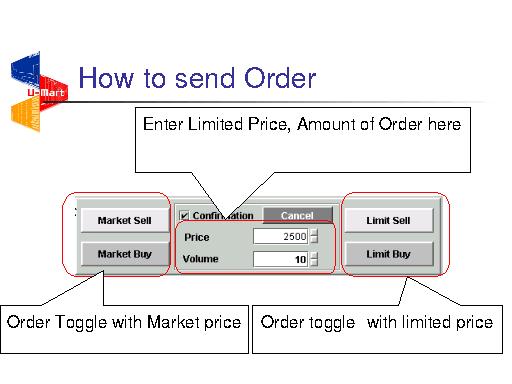 U-Mart
How to send Order
Enter Limited Price, Amount of Order here
Market Sell
Confirmation
Cancel
Limit Sell
Price
2500
Market Buy
Volume
10
Limit Buy
Order Toggle with Market price
Order toggle with limited price